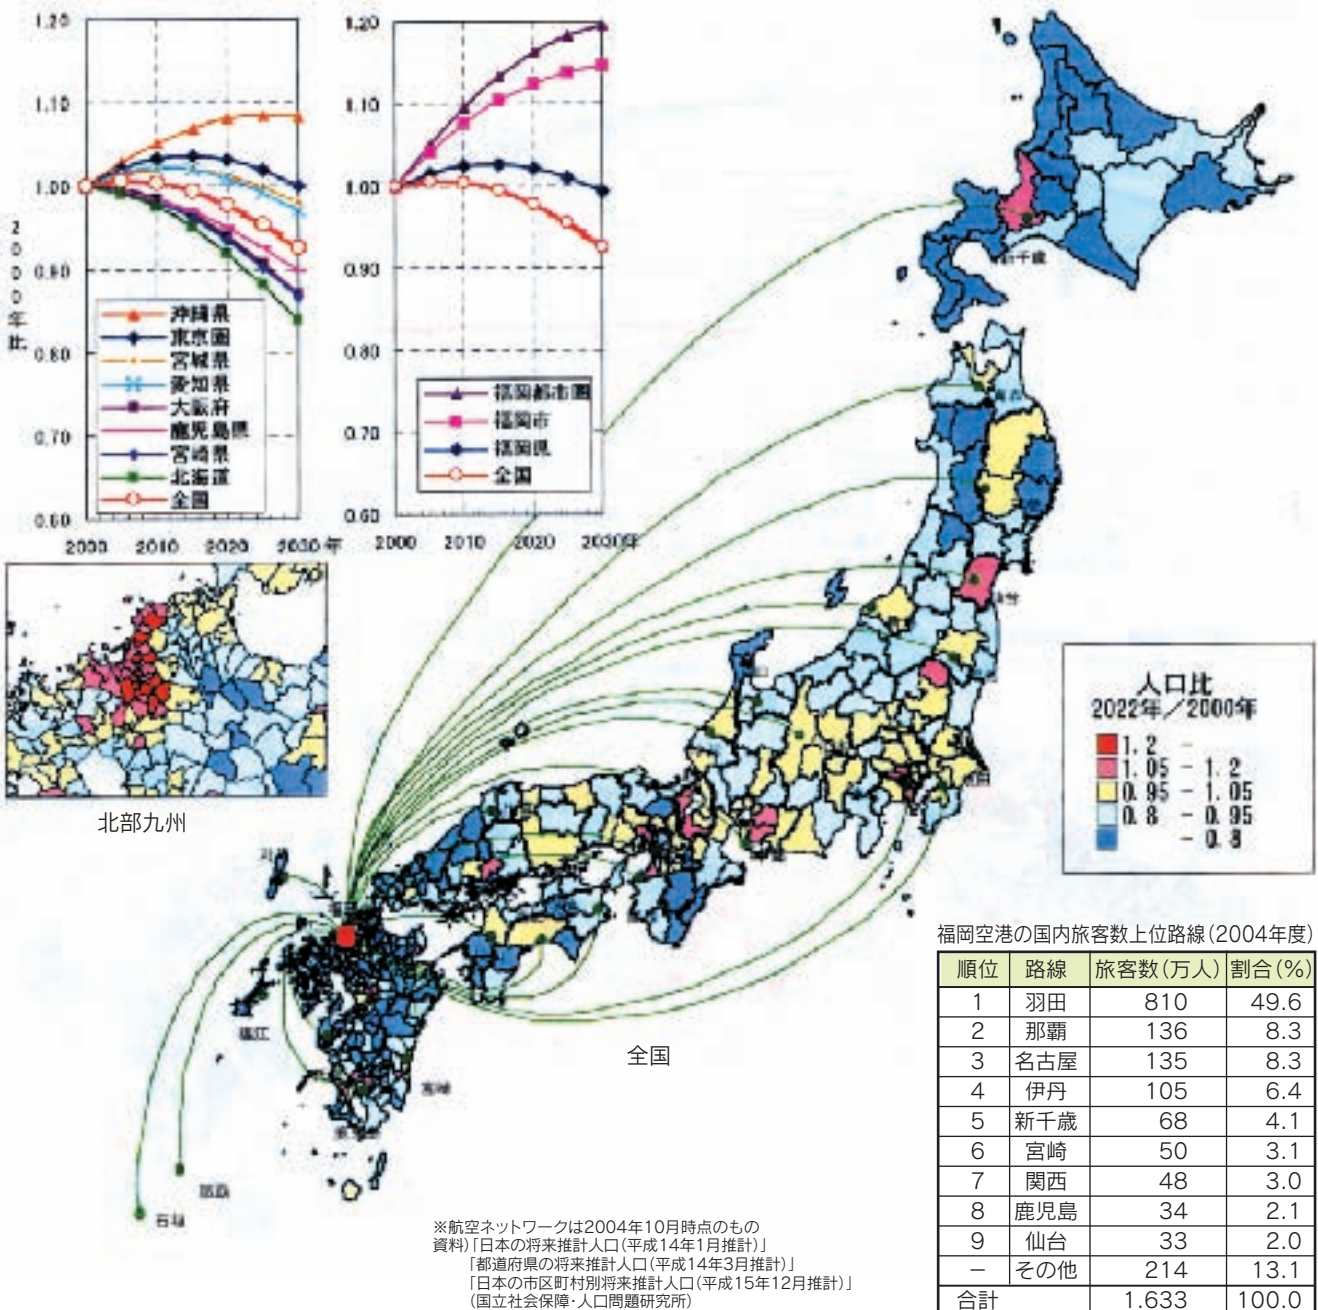 1.20
1.10
1.00
0.90
0.80
0.70
0.60
2000年
沖縄県
東京圏
宮城県
愛知県
大阪府
鹿児島県
宮崎県
北海道
全国
2000 2010 2020 2030年
1.20
1.10
1.00
0.90
0.80
0.70
0.60
福岡都市圏
福岡市
福岡県
全国
2000 2010 2020 2030年
新千歳
仙台
北部九州
人口比
2022年/2000年
1.2 -
1.05 - 1.2
0.95 - 1.05
0.8 - 0.95
- 0.8
福江
宮崎
全国
石垣
福岡空港の国内旅客数上位路線(2004年度)
順位 路線 旅客数(万人) 割合(%)
1 羽田 810 49.6
2 那覇 136 8.3
3 名古屋 135 8.3
4 伊丹 105 6.4
5 新千歳 68 4.1
6 宮崎 50 3.1
7 関西 48 3.0
8 鹿児島 34 2.1
9 仙台 33 2.0
− その他 214 13.1
合計 1.633 100.0
※航空ネットワークは2004年10月時点のもの
資料)「日本の将来推計人口(平成14年1月推計)」
「都道府県の将来推計人口(平成14年3月推計)」
「日本の市区町村別将来推計人口(平成15年12月推計)」
(国立社会保障・人口問題研究所)